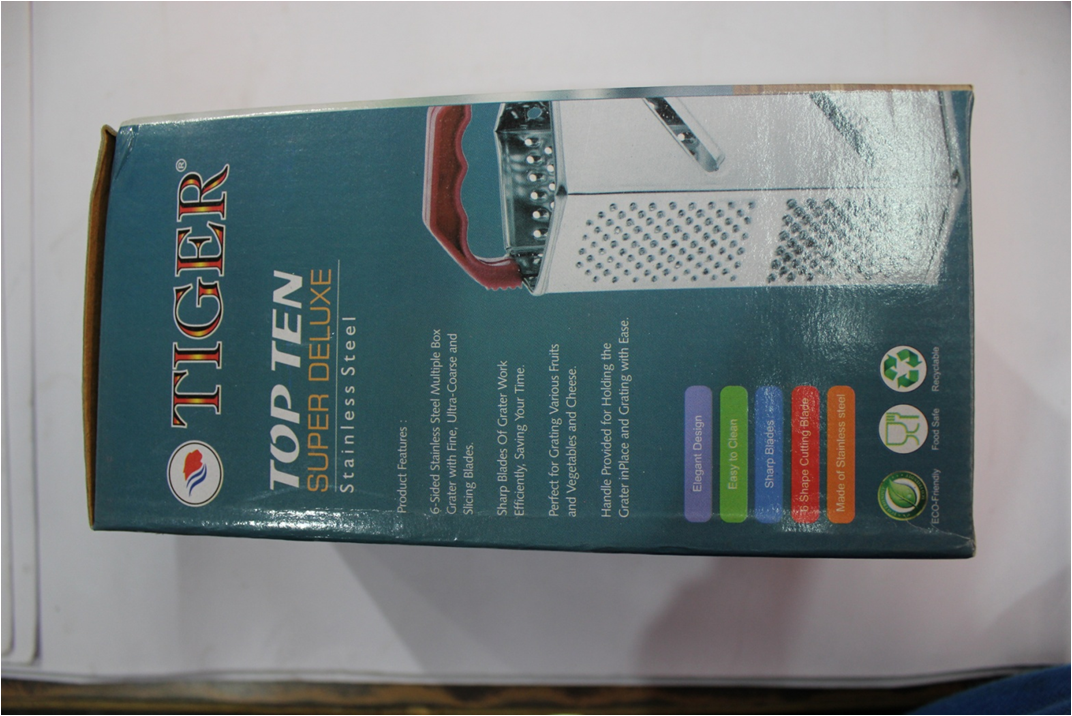 TIGER®
TOP TEN
SUPER DELUXE
Stainless Steel
Product Features :
6-Sided Stainless Steel Multiple Box
Grater with Fine, Ultra-Coarse and
Slicing Blades.
Sharp Blades Of Grater Work
Efficiently, Saving Your Time.
Perfect for Grating Various Fruits
and Vegetables and Cheese.
Handle Provided for Holding the
Grater inPlace and Grating with Ease.
Elegant Design
Easy to Clean
Sharp Blades
6 Shape Cutting Blade
Made of Stainless steel
ECO-Friendly
Food Safe
Recyclable